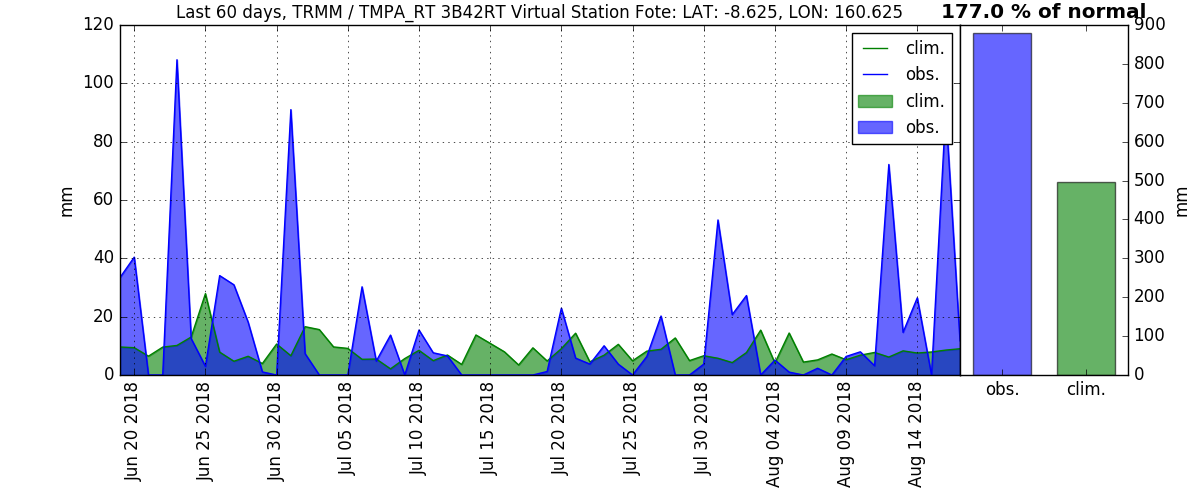 Last 60 days, TRMM / TMPA_RT 3B42RT Virtual Station Fote: LAT: -8.625, LON: 160.625
177.0 % of normal
120
100
80
60
40
20
0
mm
clim.
obs.
clim.
obs.
900
800
700
600
500
400
300
200
100
0
mm
Jun 20 2018
Jun 25 2018
Jun 30 2018
Jul 05 2018
Jul 10 2018
Jul 15 2018
Jul 20 2018
Jul 25 2018
Jul 30 2018
Aug 04 2018
Aug 09 2018
Aug 14 2018
obs.
clim.